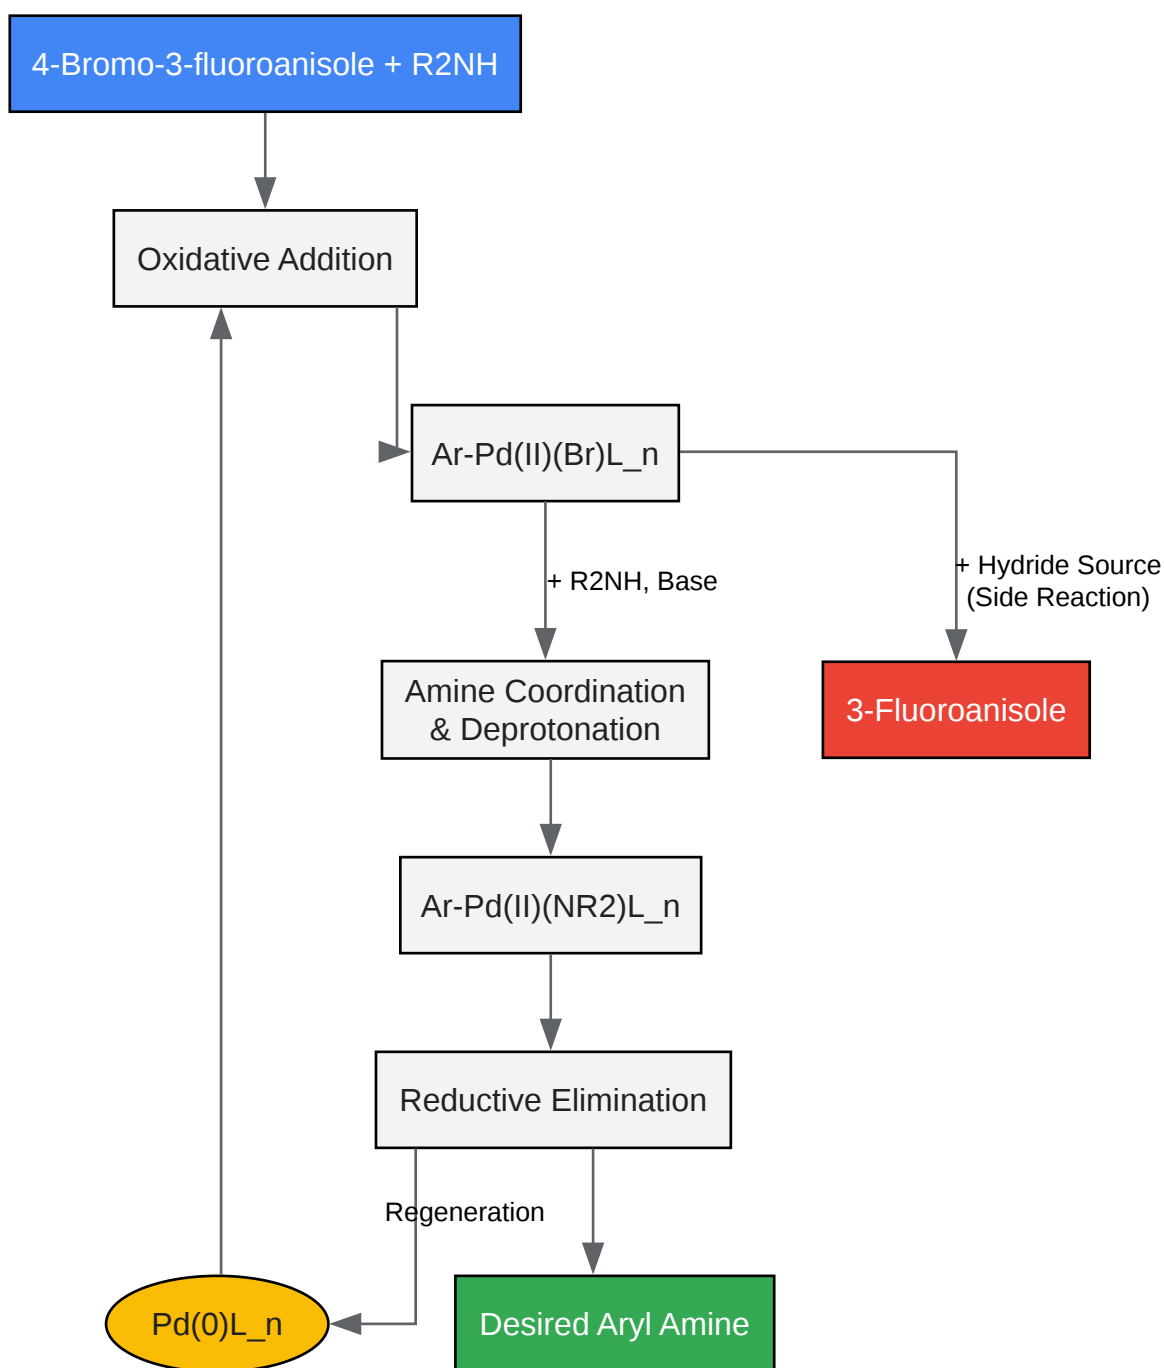 4-Bromo-3-fluoroanisole + R2NH
Oxidative Addition
Ar-Pd(II)(Br)L_n
+ R2NH, Base
+ Hydride Source
(Side Reaction)
Amine Coordination
& Deprotonation
3-Fluoroanisole
Ar-Pd(II)(NR2)L_n
Reductive Elimination
Regeneration
Pd(0)L_n
Desired Aryl Amine